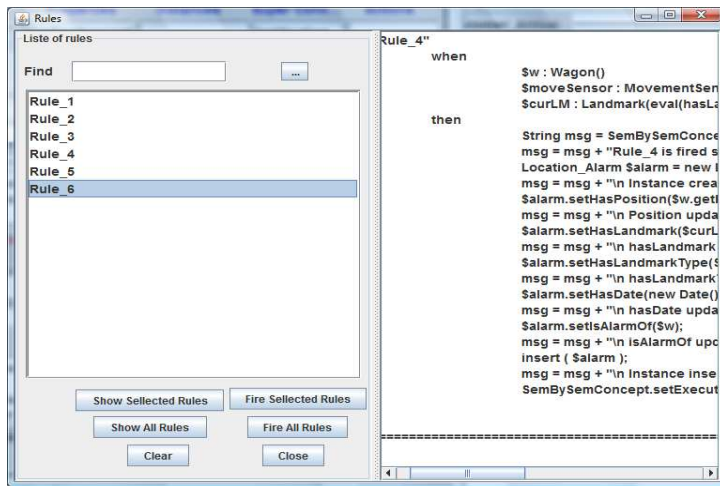 Rules
Liste of rules
Find
...
Rule_1
Rule_2
Rule_3
Rule_4
Rule_5
Rule_6
Show Sellected Rules
Fire Sellected Rules
Show All Rules
Fire All Rules
Clear
Close
Rule_4"
when
$w : Wagon()
$moveSensor : MovementSen
$curLM : Landmark(eval(hasLa
then
String msg = SemBySemConce
msg = msg + "Rule_4 is fired s
Location_Alarm $alarm = new
msg = msg + "\n Instance crea
$alarm.setHasPosition($w.get
msg = msg + "\n Position upda
$alarm.setHasLandmark($curL
msg = msg + "\n hasLandmark
$alarm.setHasLandmarkType($
msg = msg + "\n hasLandmark
$alarm.setHasDate(new Date()
msg = msg + "\n hasDate upda
$alarm.setIsAlarmOf($w);
msg = msg + "\n isAlarmOf upd
insert ( $alarm );
msg = msg + "\n Instance inse
SemBySemConcept.setExecut
================================================